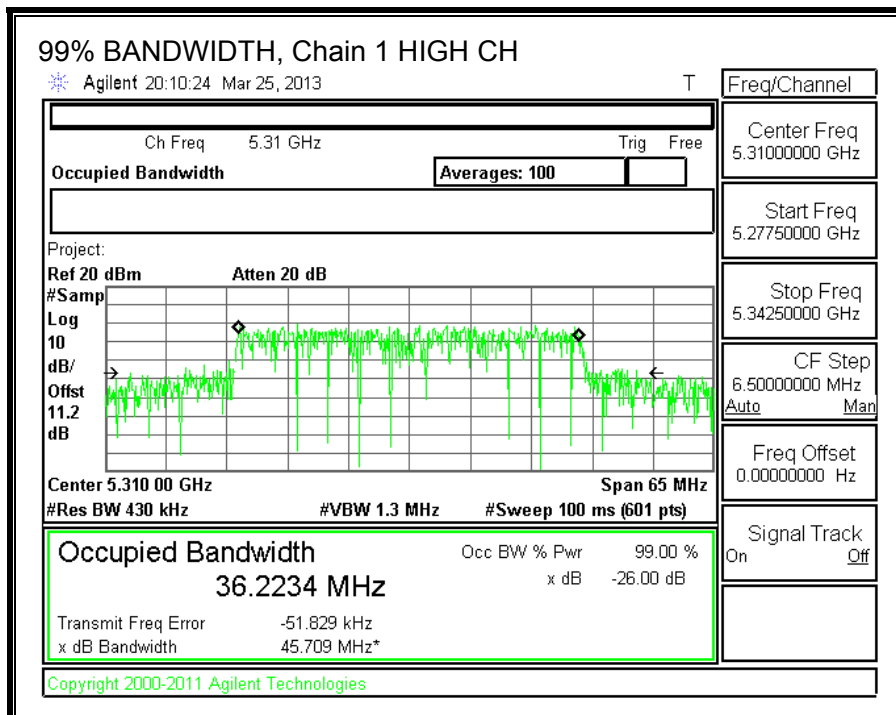 99% BANDWIDTH, Chain 1 HIGH CH
Agilent 20:10:24 Mar 25, 2013 T
Freq/Channel
Ch Freq 5.31 GHz Trig Free
Occupied Bandwidth Averages: 100
Center Freq
5.31000000 GHz
Start Freq
5.27750000 GHz
Stop Freq
5.34250000 GHz
CF Step
6.50000000 MHz
Auto Man
Freq Offset
0.00000000 Hz
Signal Track
On Off
Project:
Ref 20 dBm Atten 20 dB
#Samp
Log
10
dB/
Offst
11.2
dB
Center 5.310 00 GHz Span 65 MHz
#Res BW 430 kHz #VBW 1.3 MHz #Sweep 100 ms (601 pts)
Occupied Bandwidth Occ BW % Pwr 99.00 %
36.2234 MHz x dB -26.00 dB
Transmit Freq Error -51.829 kHz
x dB Bandwidth 45.709 MHz*
Copyright 2000-2011 Agilent Technologies